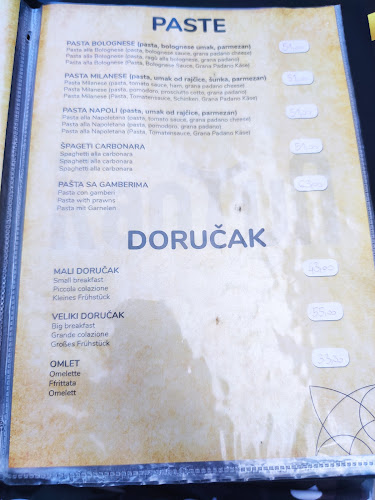 PASTE
PASTA BOLOGNESE (pasta, bolognese umak, parmezan)
Pasta alla Bolognese (pasta, bolognese sauce, grana padano cheese)
Pasta alla Bolognese (pasta, ragù alla bolognese, grana padano)
Pasta alla Bolognese (Pasta, Bolognese Sauce, Grana Padano Käse)
PASTA MILANESE (pasta, umak od rajčice, šunka, parmezan)
Pasta Milanese (pasta, tomato sauce, ham, grana padano cheese)
Pasta Milanese (pasta, pomodoro, prosciutto cotto, grana padano)
Pasta Milanese (Pasta, Tomatensauce, Schinken, Grana Padano Käse)
PASTA NAPOLI (pasta, umak od rajčice, parmezan)
Pasta alla Napoletana (pasta, tomato sauce, grana padano cheese)
Pasta alla Napoletana (pasta, pomodoro, grana padano)
Pasta alla Napoletana (Pasta, Tomatensauce, Grana Padano Käse)
ŠPAGETI CARBONARA
Spaghetti alla carbonara
Spaghetti alla carbonara
Spaghetti alla carbonara
PAŠTA SA GAMBERIMA
Pasta con gamberi
Pasta with prawns
Pasta mit Garnelen
DORUČAK
MALI DORUČAK
Small breakfast
Piccola colazione
Kleines Frühstück
VELIKI DORUČAK
Big breakfast
Grande colazione
Großes Frühstück
OMLET
Omelette
Ffrittata
Omelett